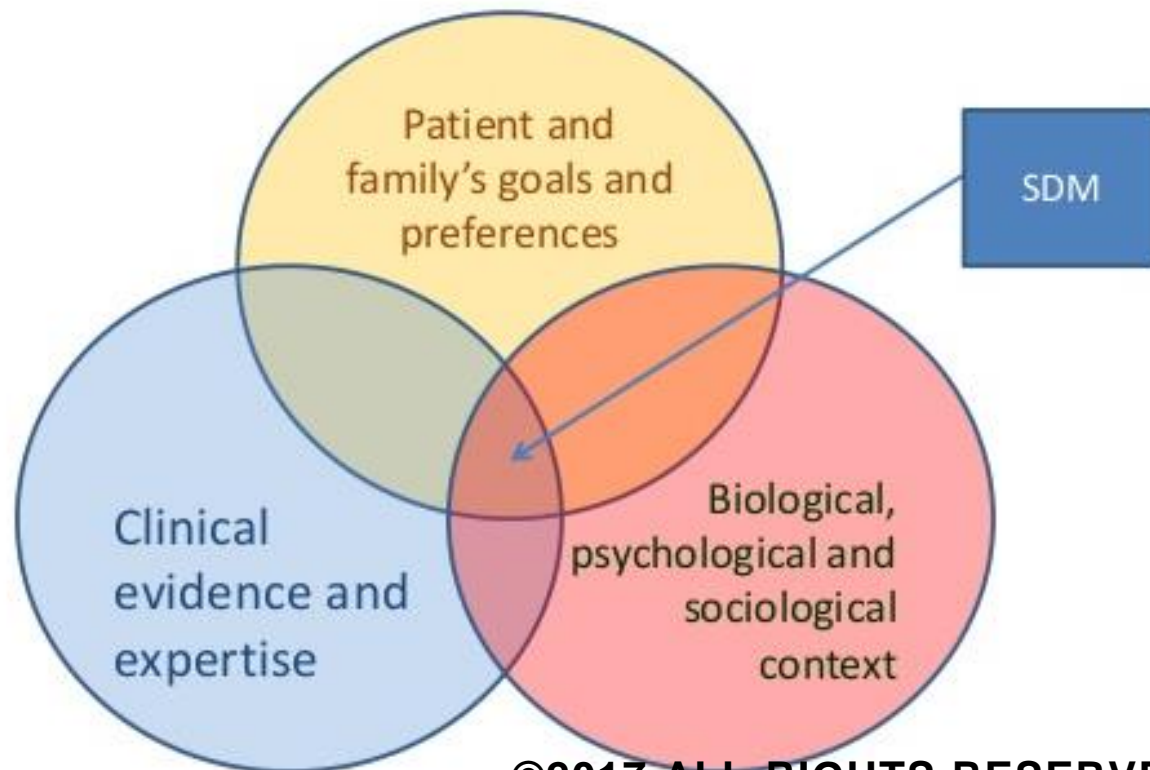 Patient and
family's goals and
preferences
SDM
Clinical
evidence and
expertise
Biological,
psychological and
sociological
context
©2017 ALL RIGHTS RESERVE